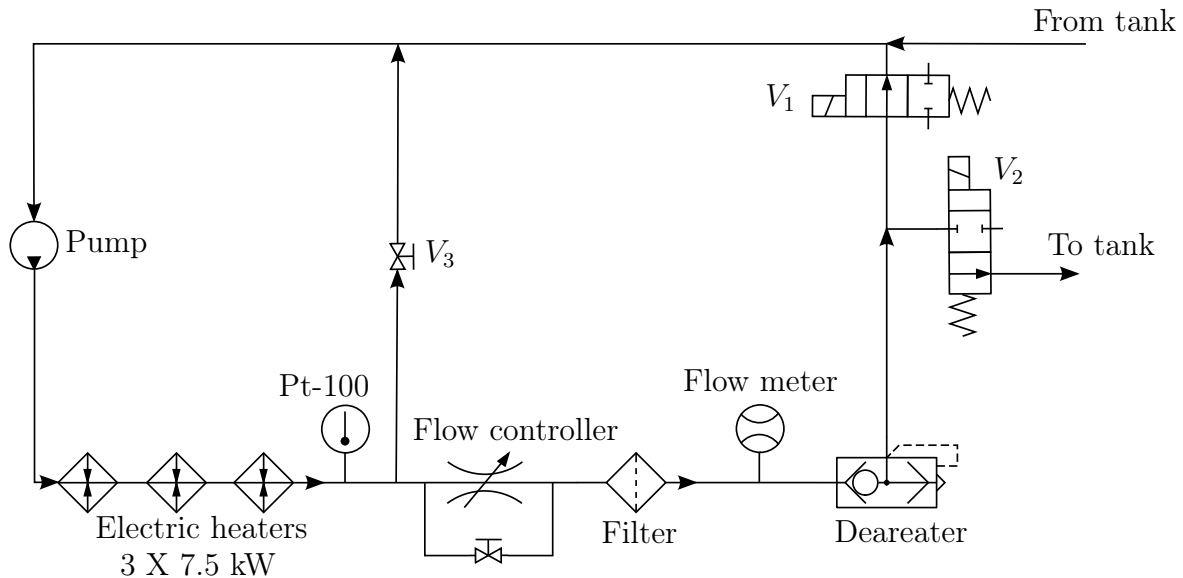 From tank
V1
V2
Pump
V3
To tank
Pt-100
Flow meter
Flow controller
Electric heaters
3 X 7.5 kW
Filter
Deareater